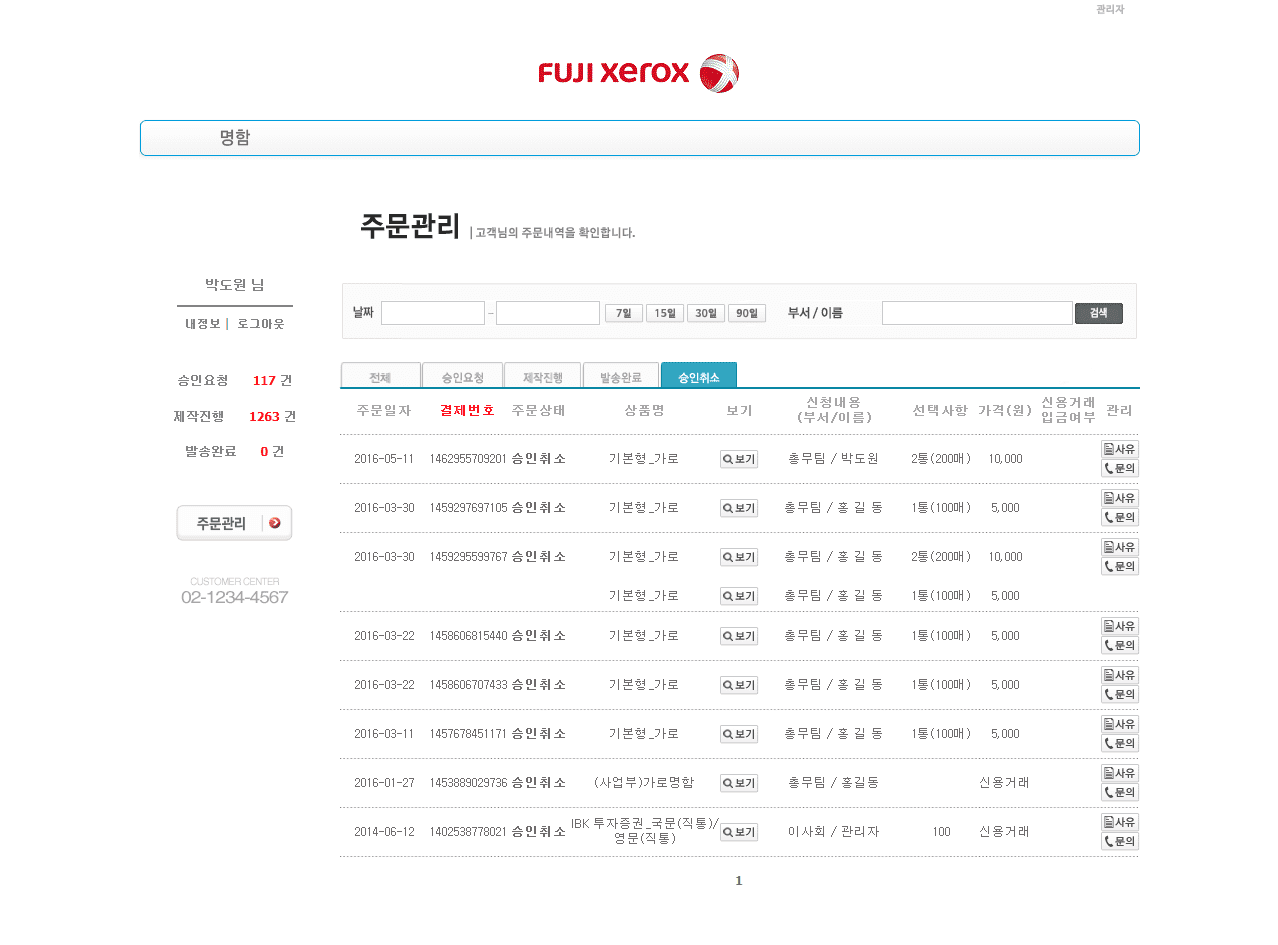 관리자
FUJI xerox
명함
주문관리 | 고객님의 주문내역을 확인합니다.
박도원 님
내정보 | 로그아웃
승인요청 117 건
제작진행 1263 건
발송완료 0 건
주문관리
CUSTOMER CENTER
02-1234-4567
날짜 – 7일 15일 30일 90일 부서 / 이름 검색
전체 승인요청 제작진행 발송완료 승인취소
주문일자 결제번호 주문상태 상품명 보기 신청내용 (부서/이름) 선택사항 가격(원) 신용거래 입금여부 관리
2016-05-11 1462955709201 승인취소 기본형_가로 보기 총무팀 / 박도원 2통(200매) 10,000 사유 문의
2016-03-30 1459297697105 승인취소 기본형_가로 보기 총무팀 / 홍 길 동 1통(100매) 5,000 사유 문의
2016-03-30 1459295599767 승인취소 기본형_가로 보기 총무팀 / 홍 길 동 2통(200매) 10,000 사유 문의
기본형_가로 보기 총무팀 / 홍 길 동 1통(100매) 5,000
2016-03-22 1458606815440 승인취소 기본형_가로 보기 총무팀 / 홍 길 동 1통(100매) 5,000 사유 문의
2016-03-22 1458606707433 승인취소 기본형_가로 보기 총무팀 / 홍 길 동 1통(100매) 5,000 사유 문의
2016-03-11 1457678451171 승인취소 기본형_가로 보기 총무팀 / 홍 길 동 1통(100매) 5,000 사유 문의
2016-01-27 1453889029736 승인취소 (사업부)가로명함 보기 총무팀 / 홍길동 신용거래 사유 문의
2014-06-12 1402538778021 승인취소 IBK 투자증권_국문(직통)/영문(직통) 보기 이사회 / 관리자 100 신용거래 사유 문의
1